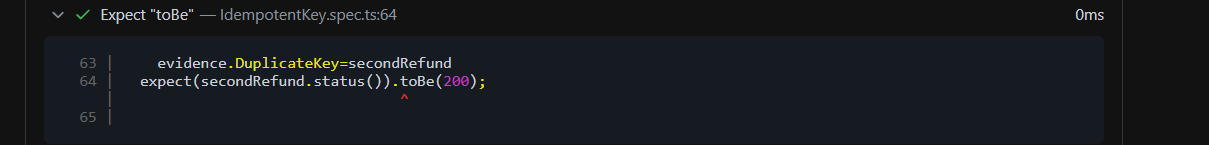 Expect "toBe" — IdempotentKey.spec.ts:64 0ms
63 | evidence.DuplicateKey=secondRefund
64 | expect(secondRefund.status()).toBe(200);
| ^
65 |